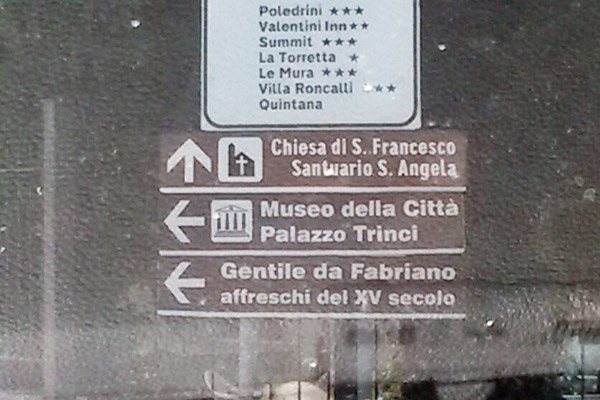 Poledrini ★★★
Valentini Inn★★
Summit ★★★
La Torretta ★
Le Mura ★★★
Villa Roncalli ★★★
Quintana
Chiesa di S. Francesco
Santuario S. Angela
Museo della Città
Palazzo Trinci
Gentile da Fabriano
affreschi del XV secolo